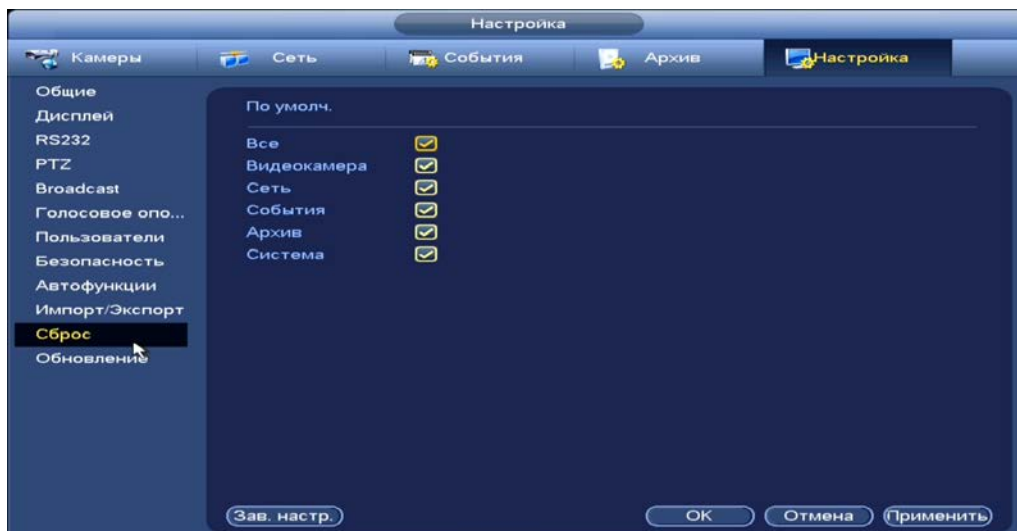 Настройка
Камеры
Сеть
События
Архив
Настройка
Общие
Дисплей
RS232
PTZ
Broadcast
Голосовое опо...
Пользователи
Безопасность
Автофункции
Импорт/Экспорт
Сброс
Обновление
По умолч.
Все
Видеокамера
Сеть
События
Архив
Система
Зав. настр.
OK
Отмена
Применить